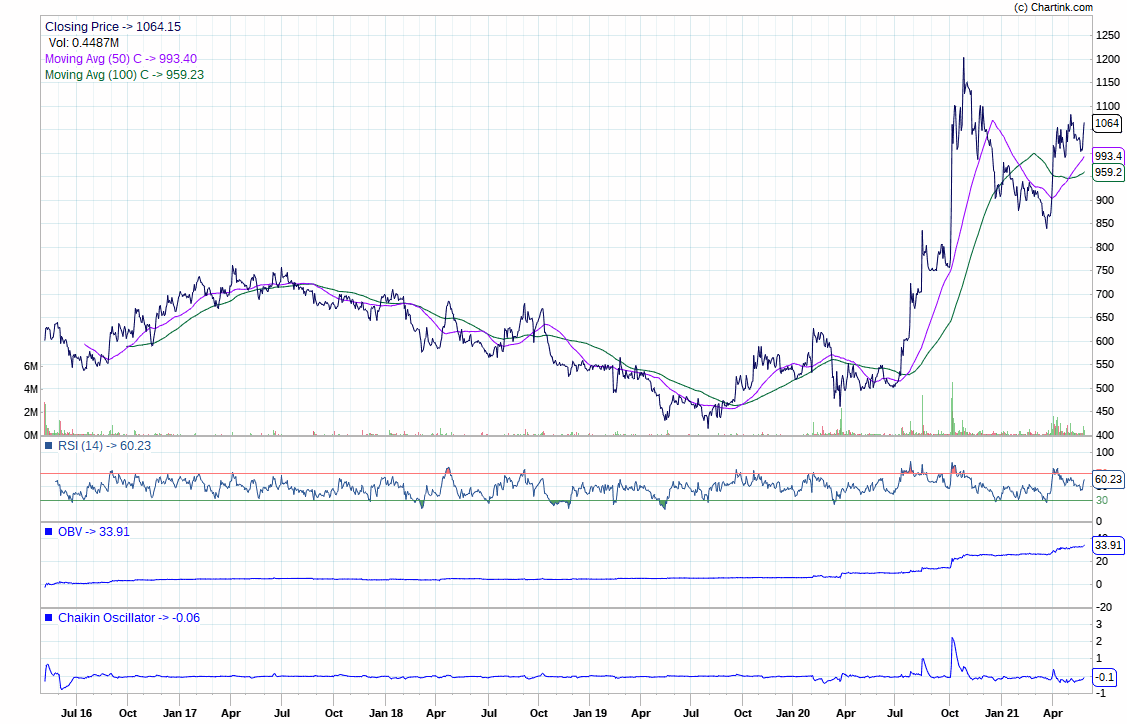 (c) Chartink.com
Closing Price -> 1064.15
Vol: 0.4487M
Moving Avg (50) C -> 993.40
Moving Avg (100) C -> 959.23
1250
1200
1150
1100
1064
993.4
959.2
900
850
800
750
700
650
600
550
500
450
400
6M
4M
2M
0M
RSI (14) -> 60.23
100
60.23
30
0
OBV -> 33.91
33.91
20
0
-20
Chaikin Oscillator -> -0.06
3
2
1
-0.1
-1
Jul 16 Oct Jan 17 Apr Jul Oct Jan 18 Apr Jul Oct Jan 19 Apr Jul Oct Jan 20 Apr Jul Oct Jan 21 Apr